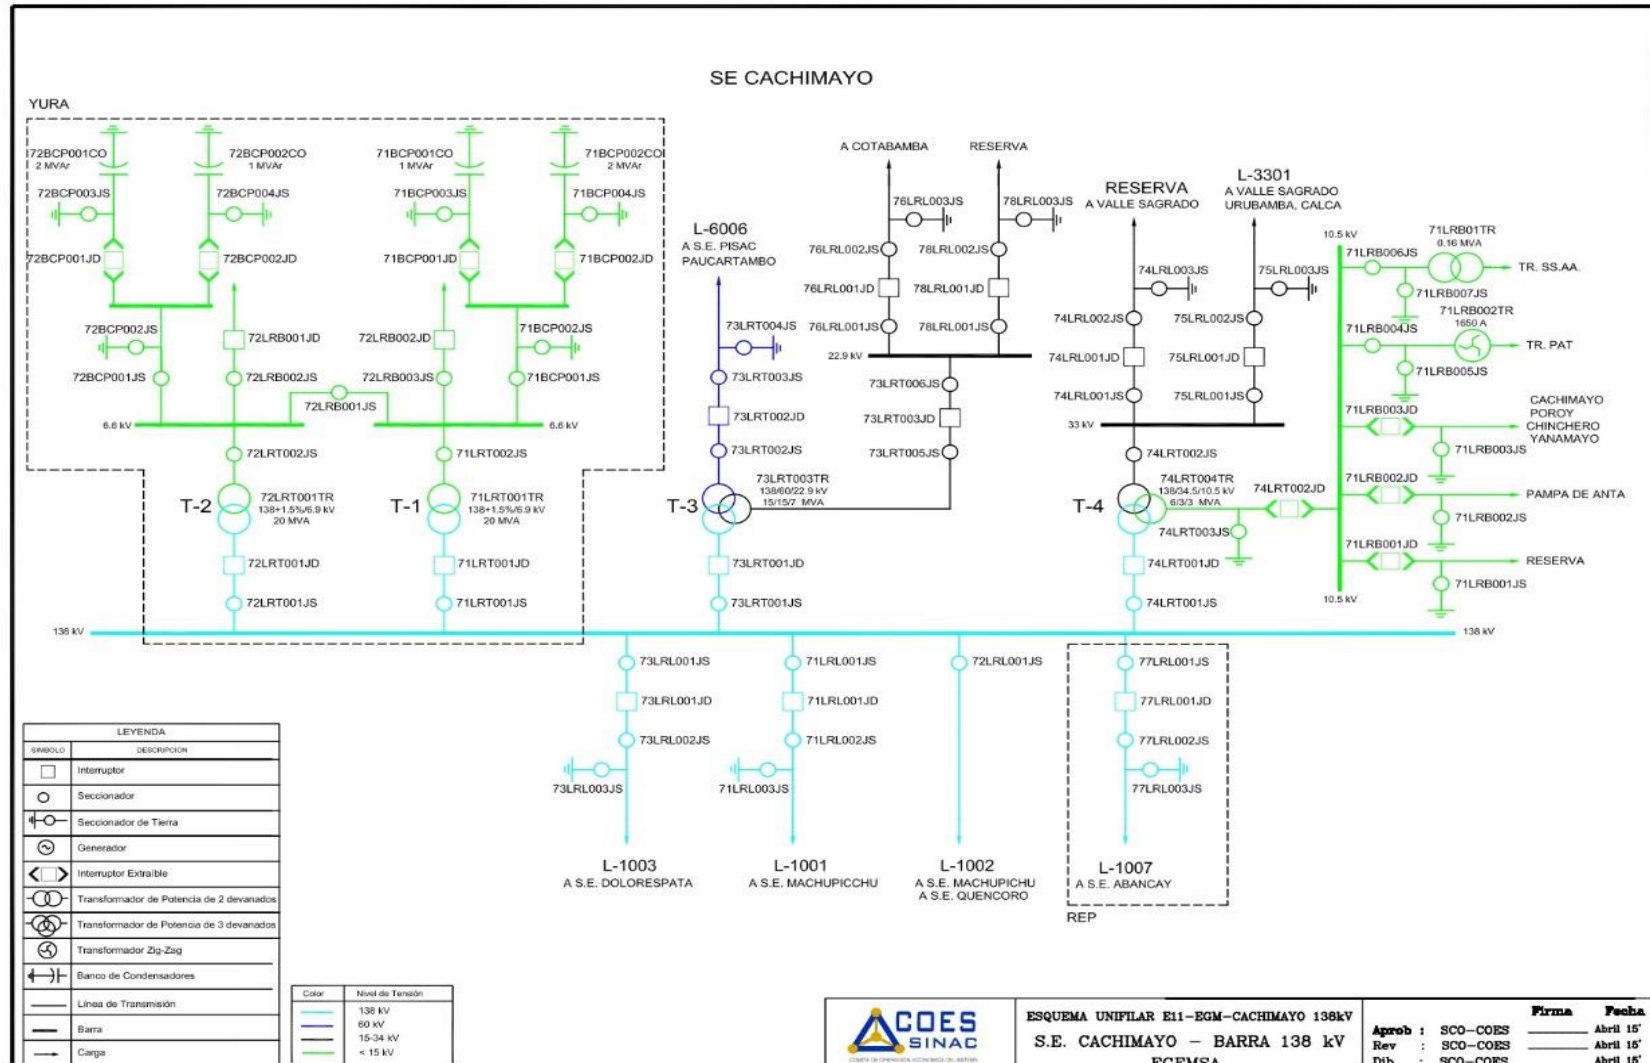 SE CACHIMAYO
YURA
72BCP001CO
2 MVAr
72BCP002CO
1 MVAr
71BCP001CO
1 MVAr
71BCP002CO
2 MVAr
72BCP003JS
72BCP004JS
71BCP003JS
71BCP004JS
72BCP001JD
72BCP002JD
71BCP001JD
71BCP002JD
72BCP002JS
72LRB001JD
72LRB002JD
71BCP002JS
72BCP001JS
72LRB002JS
72LRB003JS
71BCP001JS
72LRB001JS
6.6 kV
6.6 kV
72LRT002JS
71LRT002JS
T-2
72LRT001TR
138+1.5%/6.9 kV
20 MVA
T-1
71LRT001TR
138+1.5%/6.9 kV
20 MVA
72LRT001JD
71LRT001JD
72LRT001JS
71LRT001JS
L-6006
A S.E. PISAC
PAUCARTAMBO
73LRT004JS
73LRT003JS
73LRT002JD
73LRT002JS
T-3
73LRT003TR
138/60/22.9 kV
15/15/7 MVA
73LRT001JD
73LRT001JS
A COTABAMBA
RESERVA
76LRL003JS
78LRL003JS
76LRL002JS
78LRL002JS
76LRL001JD
78LRL001JD
76LRL001JS
78LRL001JS
22.9 kV
73LRT006JS
73LRT003JD
73LRT005JS
RESERVA
A VALLE SAGRADO
L-3301
A VALLE SAGRADO
URUBAMBA, CALCA
74LRL003JS
75LRL003JS
74LRL002JS
75LRL002JS
74LRL001JD
75LRL001JD
74LRL001JS
75LRL001JS
33 kV
74LRT002JS
T-4
74LRT004TR
138/34.5/10.5 kV
6/3/3 MVA
74LRT002JD
74LRT003JS
74LRT001JD
74LRT001JS
10.5 kV
71LRB006JS
71LRB01TR
0.16 MVA
TR. SS.AA.
71LRB007JS
71LRB004JS
71LRB002TR
1650 A
TR. PAT
71LRB005JS
71LRB003JD
CACHIMAYO
POROY
CHINCHERO
YANAMAYO
71LRB003JS
71LRB002JD
PAMPA DE ANTA
71LRB002JS
71LRB001JD
RESERVA
71LRB001JS
10.5 kV
138 kV
138 kV
73LRL001JS
71LRL001JS
72LRL001JS
77LRL001JS
73LRL001JD
71LRL001JD
77LRL001JD
73LRL002JS
71LRL002JS
77LRL002JS
73LRL003JS
71LRL003JS
77LRL003JS
L-1003
A S.E. DOLORESPATA
L-1001
A S.E. MACHUPICCHU
L-1002
A S.E. MACHUPICHU
A S.E. QUENCORO
L-1007
A S.E. ABANCAY
REP
LEYENDA
SIMBOLO DESCRIPCION
Interruptor
Seccionador
Seccionador de Tierra
Generador
Interruptor Extraíble
Transformador de Potencia de 2 devanados
Transformador de Potencia de 3 devanados
Transformador Zig-Zag
Banco de Condensadores
Línea de Transmisión
Barra
Carga
Color Nivel de Tensión
138 kV
60 kV
15-34 kV
< 15 kV
COES
SINAC
ESQUEMA UNIFILAR E11-EGM-CACHIMAYO 138kV
S.E. CACHIMAYO - BARRA 138 kV
EGEMSA
Firma Fecha
Aprob : SCO-COES Abril 15'
Rev : SCO-COES Abril 15'
Dib : SCO-COES Abril 15'